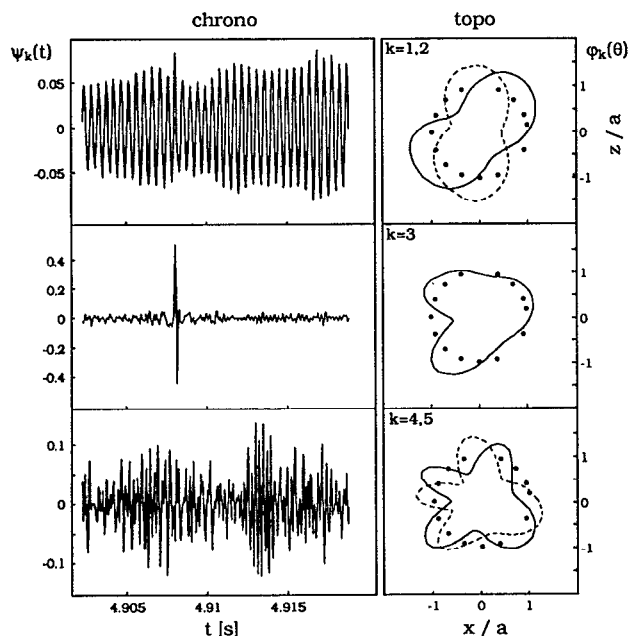 chrono topo
ψk(t) φk(θ)
0.05
0
-0.05
k=1,2
1
0
-1
z / a
0.4
0.2
0
-0.2
-0.4
k=3
1
0
-1
0.1
0
-0.1
k=4,5
1
0
-1
4.905 4.91 4.915
-1 0 1
t [s] x / a